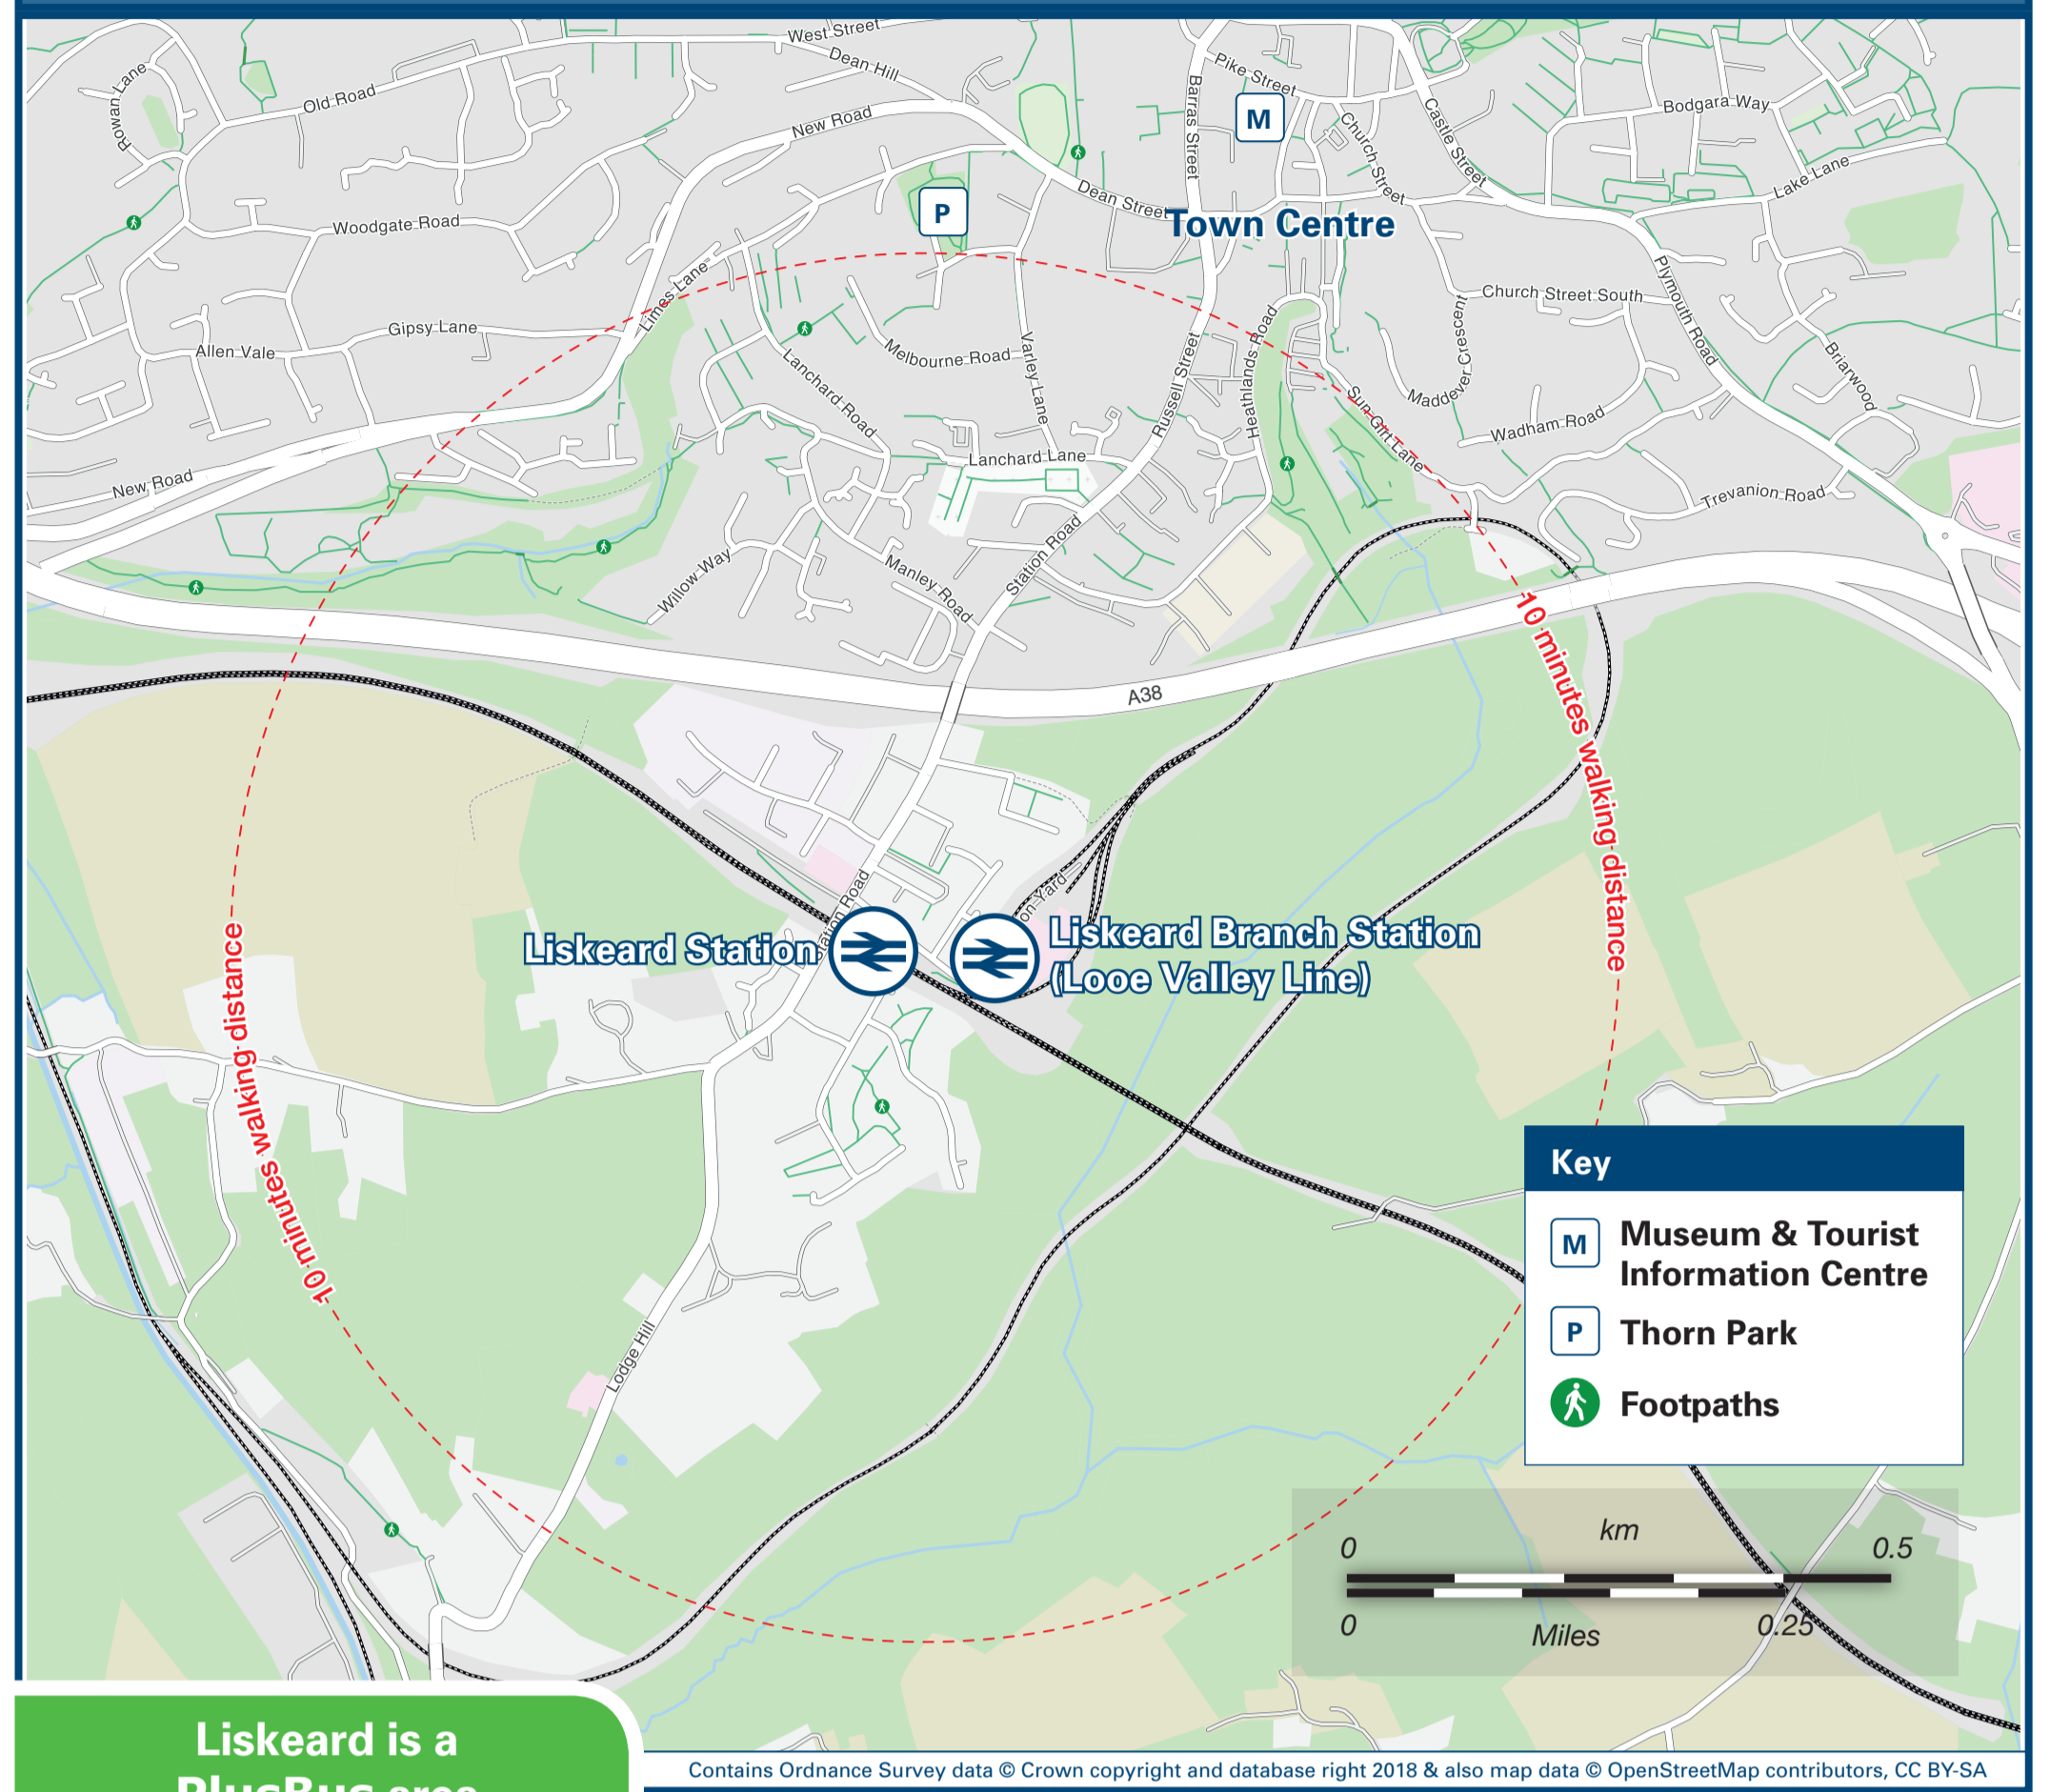 West Street
Dean Hill
Rowan Lane
Old Road
New Road
Pike Street
Barras Street
M
Church Street
Castle Street
Bodgara Way
Lake Lane
P
Dean Street
Town Centre
Woodgate Road
Limes Lane
Gipsy Lane
Allen Vale
Lanchard Road
Melbourne Road
Varley Lane
Russell Street
Heathlands Road
Church Street South
Maddever Crescent
Plymouth Road
Briarwood
Sun Girt Lane
Wadham Road
Lanchard Lane
New Road
Trevanion Road
Station Road
Willow Way
Manley Road
A38
10 minutes walking distance
Station Road
on Yard
Liskeard Station
Liskeard Branch Station
(Looe Valley Line)
10 minutes walking distance
Lodge Hill
Key
M Museum & Tourist
Information Centre
P Thorn Park
Footpaths
km
0 0.5
0 0.25
Miles
Liskeard is a
PlusBus area
Contains Ordnance Survey data © Crown copyright and database right 2018 & also map data © OpenStreetMap contributors, CC BY-SA